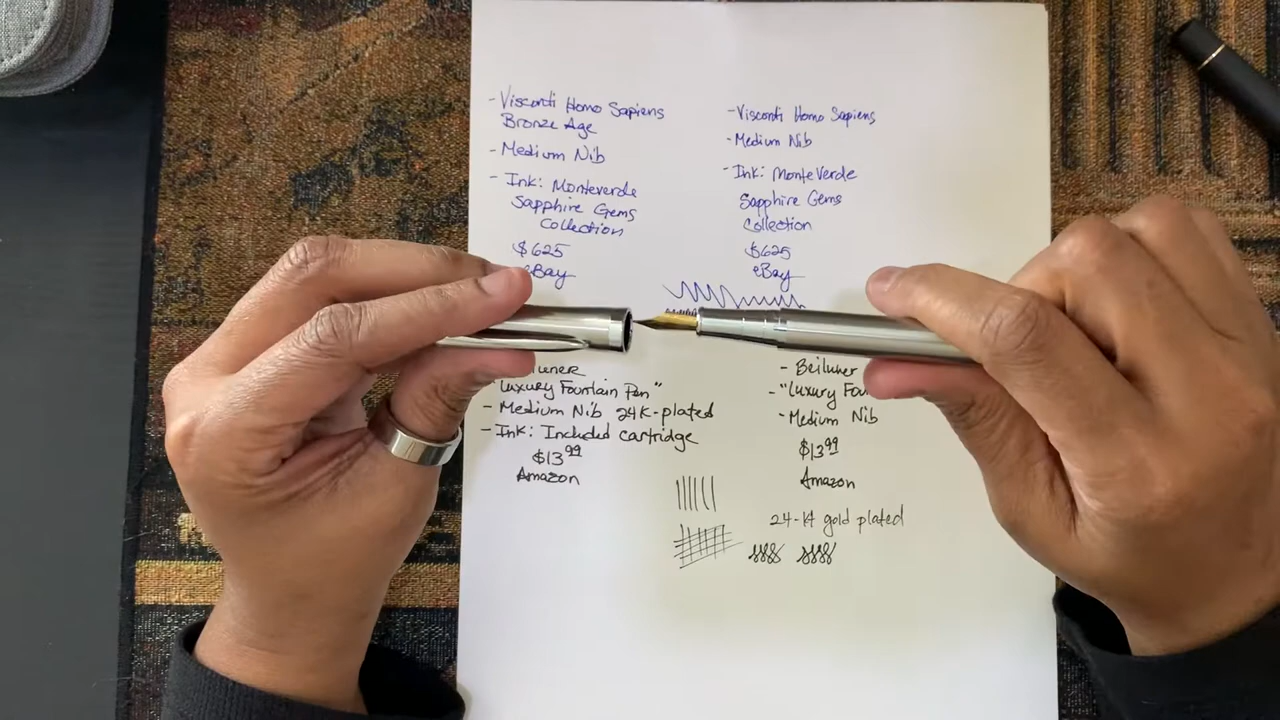 - Visconti Homo Sapiens
Bronze Age
- Medium Nib
- Ink: Monteverde
Sapphire Gems
Collection
$625
eBay
- Visconti Homo Sapiens
- Medium Nib
- Ink: MonteVerde
Sapphire Gems
Collection
$625
eBay
"Luxury Fountain Pen"
- Medium Nib 24K-plated
- Ink: Included cartridge
$13.99
Amazon
- Beiluner
- "Luxury Fou
- Medium Nib
$13.99
Amazon
24-Kt gold plated